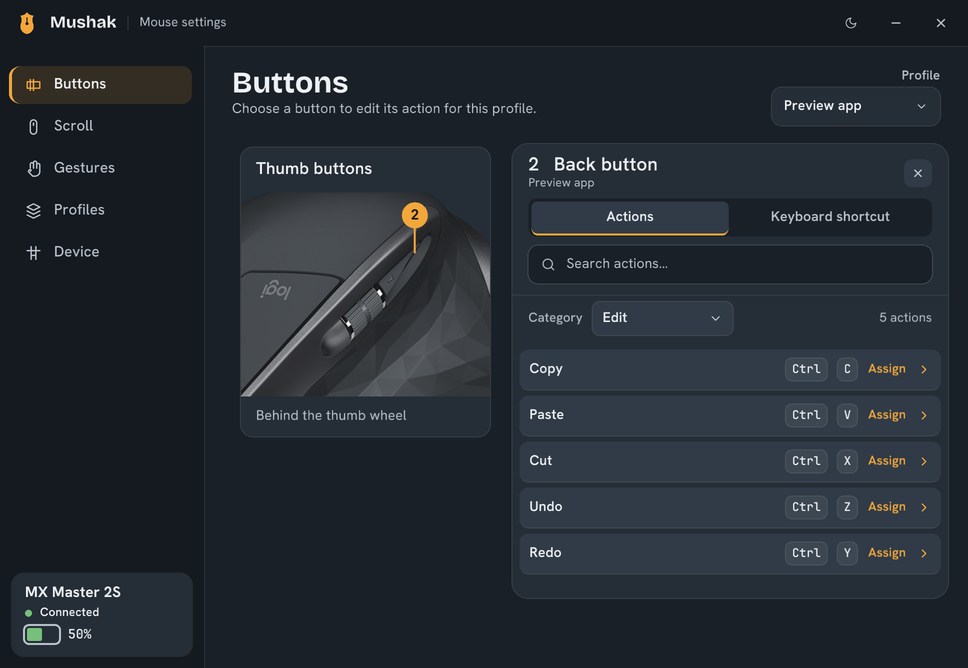 Mushak
Mouse settings
Buttons
Scroll
Gestures
Profiles
Device
MX Master 2S
Connected
50%
Buttons
Choose a button to edit its action for this profile.
Profile
Preview app
Thumb buttons
2
logi
Behind the thumb wheel
2 Back button
Preview app
Actions
Keyboard shortcut
Search actions...
Category
Edit
5 actions
Copy Ctrl C Assign
Paste Ctrl V Assign
Cut Ctrl X Assign
Undo Ctrl Z Assign
Redo Ctrl Y Assign